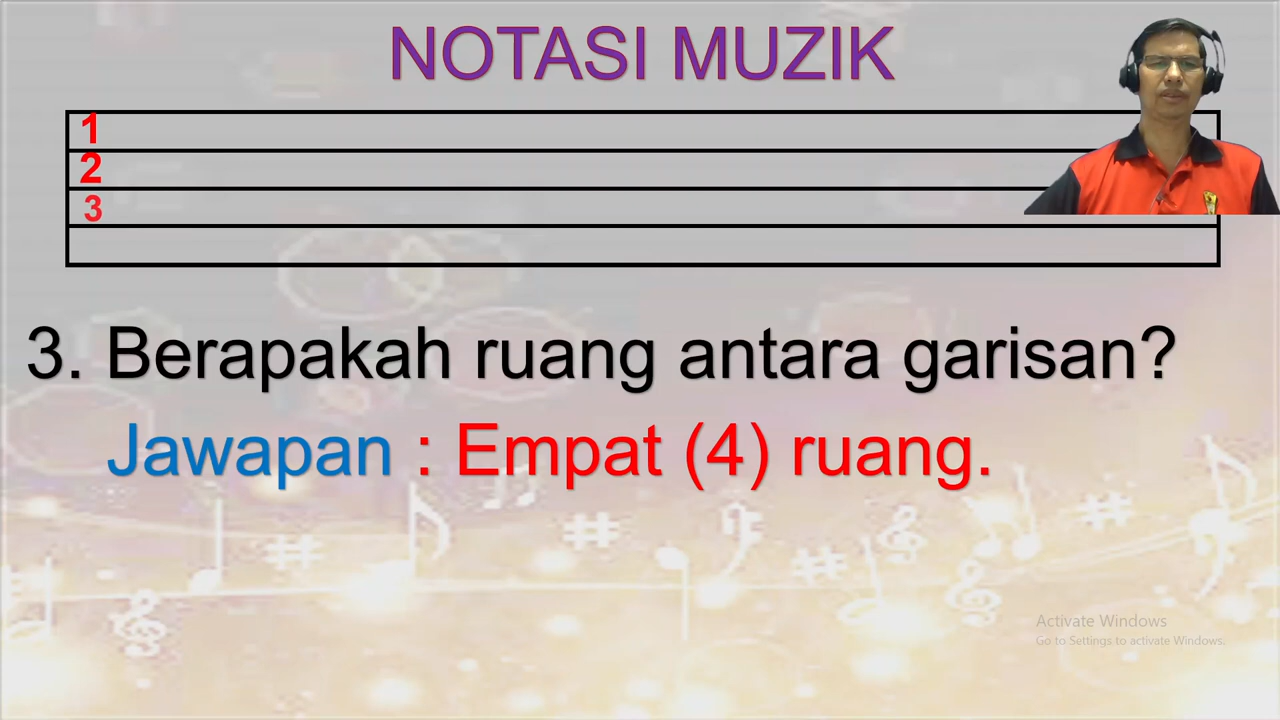 NOTASI MUZIK
1
2
3
3. Berapakah ruang antara garisan?
Jawapan : Empat (4) ruang.
Activate Windows
Go to Settings to activate Windows.